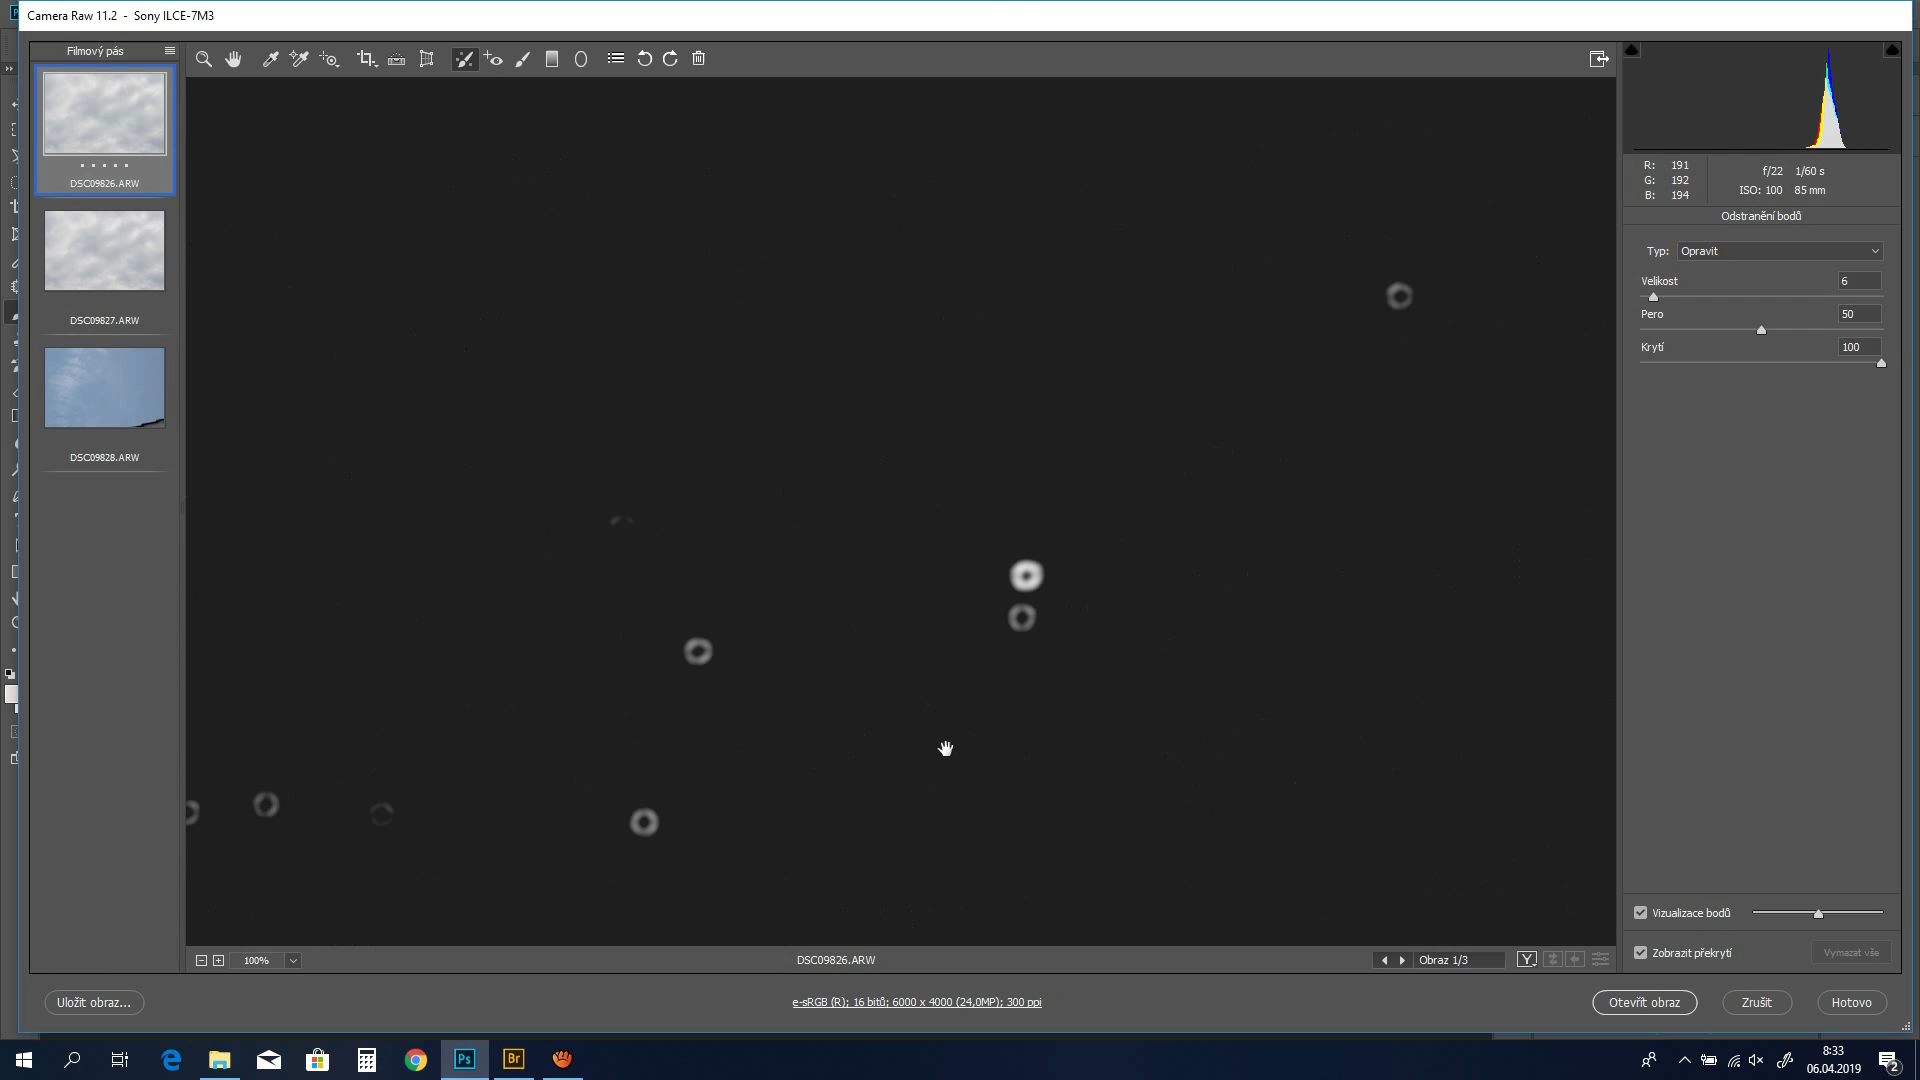 Camera Raw 11.2 - Sony ILCE-7M3
Filmový pás
DSC09826.ARW
DSC09827.ARW
DSC09828.ARW
R: 191
G: 192
B: 194
f/22 1/60 s
ISO: 100 85 mm
Odstranění bodů
Typ: Opravit
Velikost 6
Pero 50
Krytí 100
Vizualizace bodů
Zobrazit překrytí
Vymazat vše
100%
DSC09826.ARW
Obraz 1/3
Y
Uložit obraz...
e-sRGB (R); 16 bitů; 6000 x 4000 (24,0MP); 300 ppi
Otevřít obraz
Zrušit
Hotovo
Ps
Br
8:33
06.04.2019
2